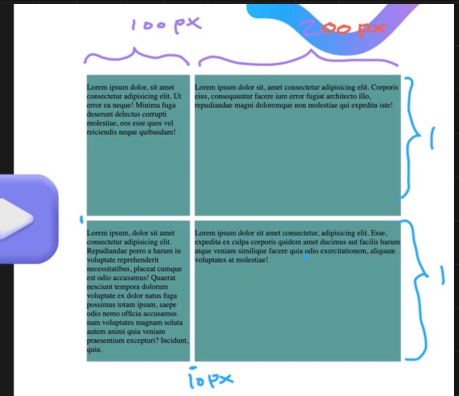 100 px
200 px
Lorem ipsum dolor, sit amet
consectetur adipisicing elit. Ut
error ea neque! Minima fuga
deserunt delectus corrupti
molestiae, eos esse quos vel
reiciendis neque quibusdam!
Lorem ipsum dolor, sit, amet consectetur adipisicing elit. Corporis
eius, consequuntur facere iure error fugiat architecto illo,
repudiandae magni doloremque non molestiae qui expedita iste!
1
Lorem ipsum, dolor sit amet
consectetur adipisicing elit.
Repudiandae porro a harum in
voluptate reprehenderit
necessitatibus, placeat cumque
est odio accusamus! Quaerat
nesciunt tempora dolorum
voluptate ex dolor natus fuga
possimus totam ipsam, saepe
odio nemo officia accusamus
nam voluptates magnam soluta
autem animi quia veniam
praesentium excepturi? Incidunt,
quia.
Lorem ipsum dolor sit amet consectetur, adipisicing elit. Esse,
expedita ex culpa corporis quidem amet ducimus aut facilis harum
atque veniam similique facere quia odio exercitationem, aliquam
voluptates at molestiae!
1
10px